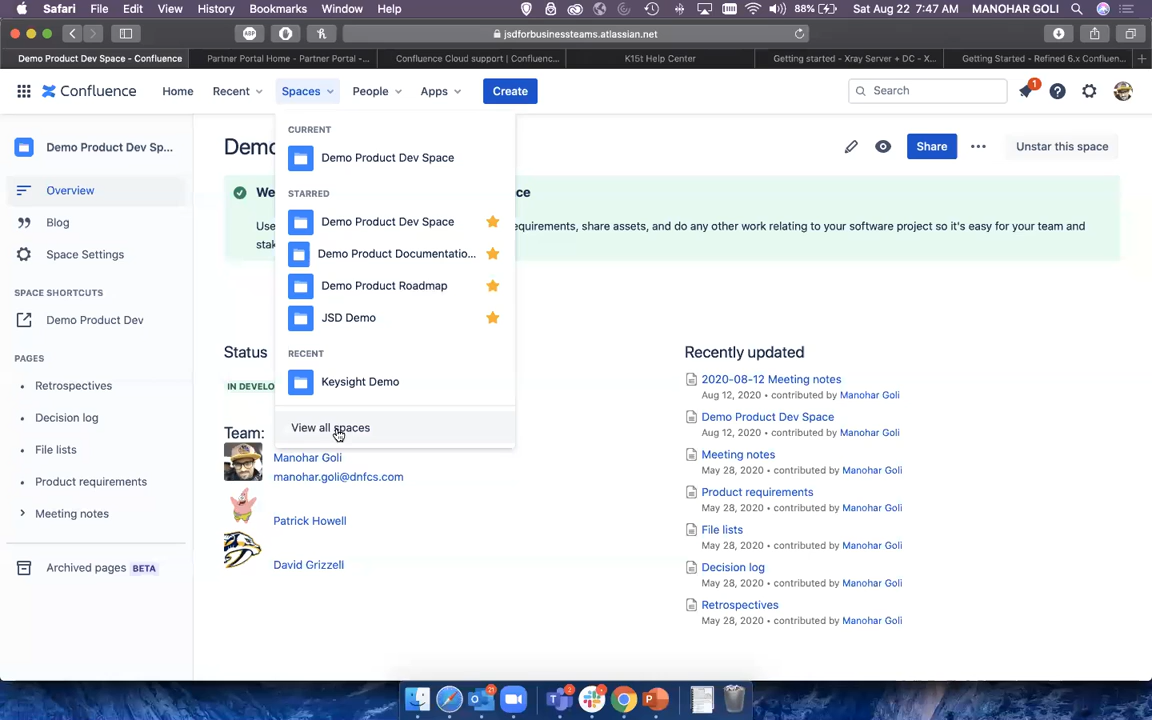 Safari File Edit View History Bookmarks Window Help 88% Sat Aug 22 7:47 AM MANOHAR GOLI
ABP jsdforbusinessteams.atlassian.net
Demo Product Dev Space - Confluence Partner Portal Home - Partner Portal -... Confluence Cloud support | Confluenc... K15t Help Center Getting started - Xray Server + DC - X... Getting Started - Refined 6.x Confluen...
Confluence Home Recent Spaces People Apps Create Search 1
Demo Product Dev Sp...
Overview
Blog
Space Settings
SPACE SHORTCUTS
Demo Product Dev
PAGES
Retrospectives
Decision log
File lists
Product requirements
Meeting notes
Archived pages BETA
CURRENT
Demo Product Dev Space
STARRED
Demo Product Dev Space
Demo Product Documentatio...
Demo Product Roadmap
JSD Demo
RECENT
Keysight Demo
View all spaces
Demo Share Unstar this space
We ce
Use equirements, share assets, and do any other work relating to your software project so it's easy for your team and
stak
Status
IN DEVELO
Team:
Manohar Goli
manohar.goli@dnfcs.com
Patrick Howell
David Grizzell
Recently updated
2020-08-12 Meeting notes
Aug 12, 2020 • contributed by Manohar Goli
Demo Product Dev Space
Aug 12, 2020 • contributed by Manohar Goli
Meeting notes
May 28, 2020 • contributed by Manohar Goli
Product requirements
May 28, 2020 • contributed by Manohar Goli
File lists
May 28, 2020 • contributed by Manohar Goli
Decision log
May 28, 2020 • contributed by Manohar Goli
Retrospectives
May 28, 2020 • contributed by Manohar Goli